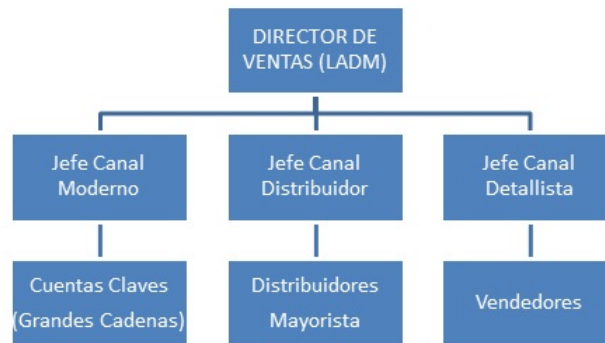 DIRECTOR DE
VENTAS (LADM)
Jefe Canal
Moderno
Jefe Canal
Distribuidor
Jefe Canal
Detallista
Cuentas Claves
(Grandes Cadenas)
Distribuidores
Mayorista
Vendedores